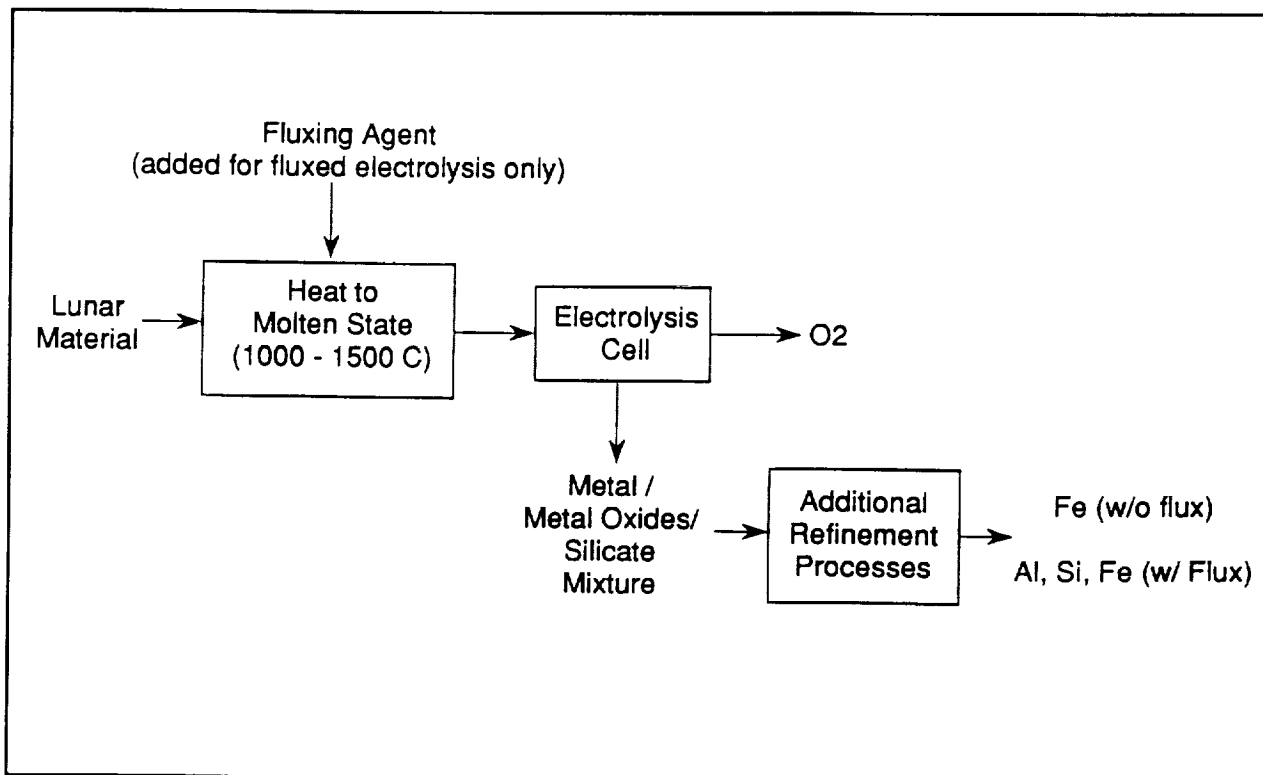 Fluxing Agent
(added for fluxed electrolysis only)
Lunar
Material
Heat to
Molten State
(1000 - 1500 C)
Electrolysis
Cell
O2
Metal /
Metal Oxides/
Silicate
Mixture
Additional
Refinement
Processes
Fe (w/o flux)
Al, Si, Fe (w/ Flux)